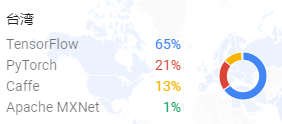 台湾
TensorFlow 65%
PyTorch 21%
Caffe 13%
Apache MXNet 1%